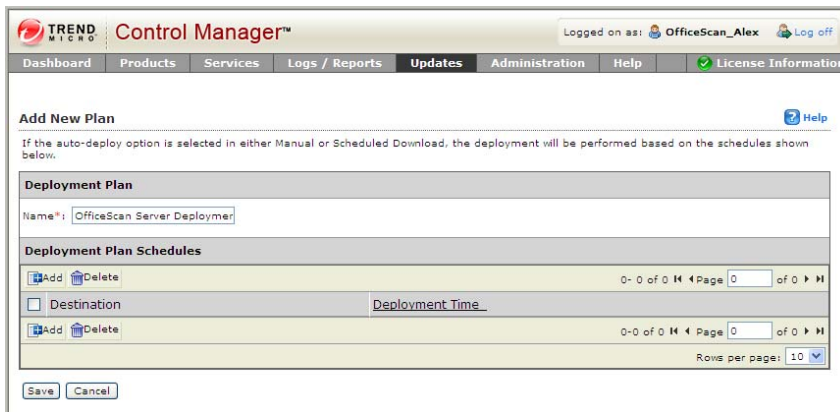 TREND MICRO Control Manager™ Logged on as: OfficeScan_Alex Log off
Dashboard Products Services Logs / Reports Updates Administration Help License Information
Add New Plan Help
If the auto-deploy option is selected in either Manual or Scheduled Download, the deployment will be performed based on the schedules shown
below.
Deployment Plan
Name*: OfficeScan Server Deploymer
Deployment Plan Schedules
Add Delete 0- 0 of 0 Page 0 of 0
Destination Deployment Time
Add Delete 0-0 of 0 Page 0 of 0
Rows per page: 10
Save Cancel